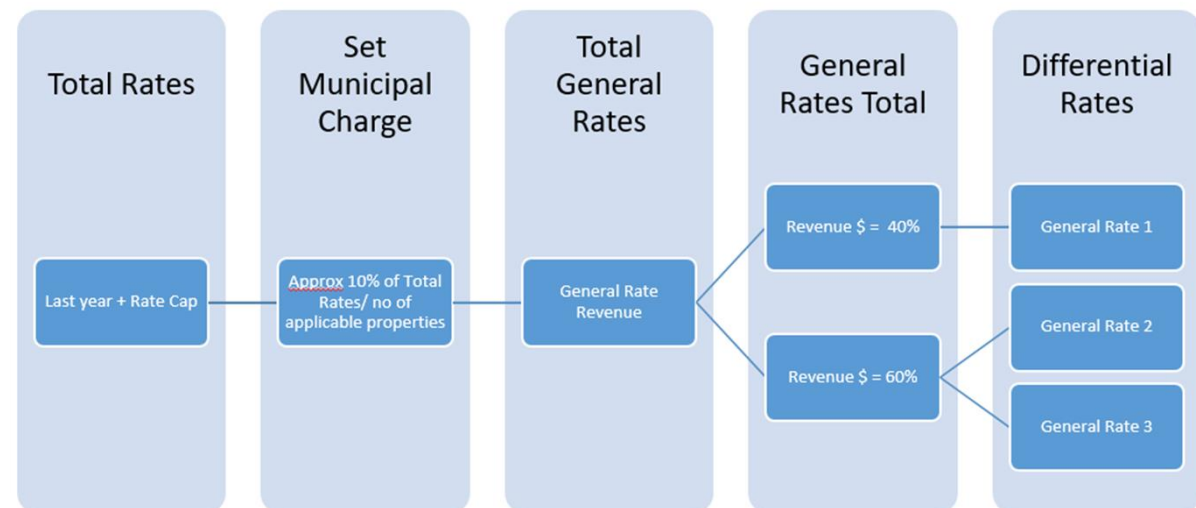 Total Rates
Set
Municipal
Charge
Total
General
Rates
General
Rates Total
Differential
Rates
Last year + Rate Cap
Approx 10% of Total
Rates/ no of
applicable properties
General Rate
Revenue
Revenue $ =  40%
Revenue $ = 60%
General Rate 1
General Rate 2
General Rate 3